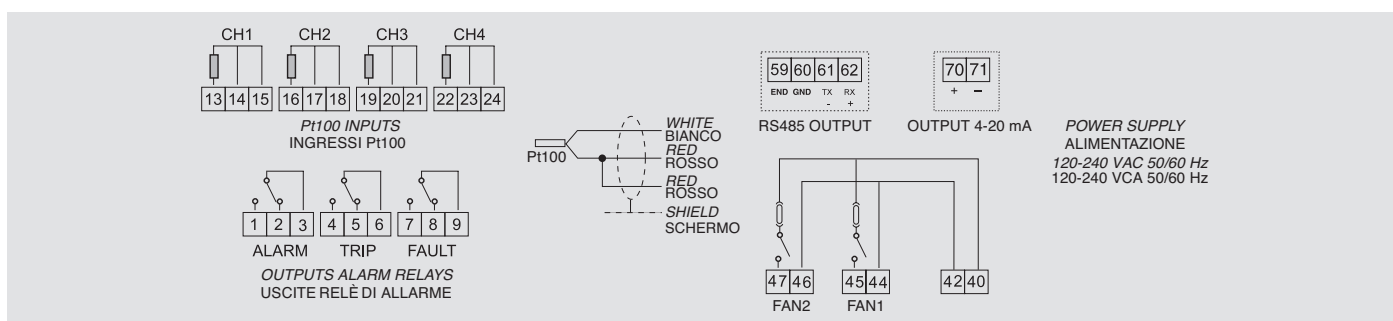 CH1 CH2 CH3 CH4
13 14 15 16 17 18 19 20 21 22 23 24
Pt100 INPUTS
INGRESSI Pt100
1 2 3 4 5 6 7 8 9
ALARM TRIP FAULT
OUTPUTS ALARM RELAYS
USCITE RELÈ DI ALLARME
Pt100
WHITE
BIANCO
RED
ROSSO
RED
ROSSO
SHIELD
SCHERMO
59 60 61 62
END GND TX RX
- +
RS485 OUTPUT
70 71
+ −
OUTPUT 4-20 mA
POWER SUPPLY
ALIMENTAZIONE
120-240 VAC 50/60 Hz
120-240 VCA 50/60 Hz
47 46 45 44 42 40
FAN2 FAN1